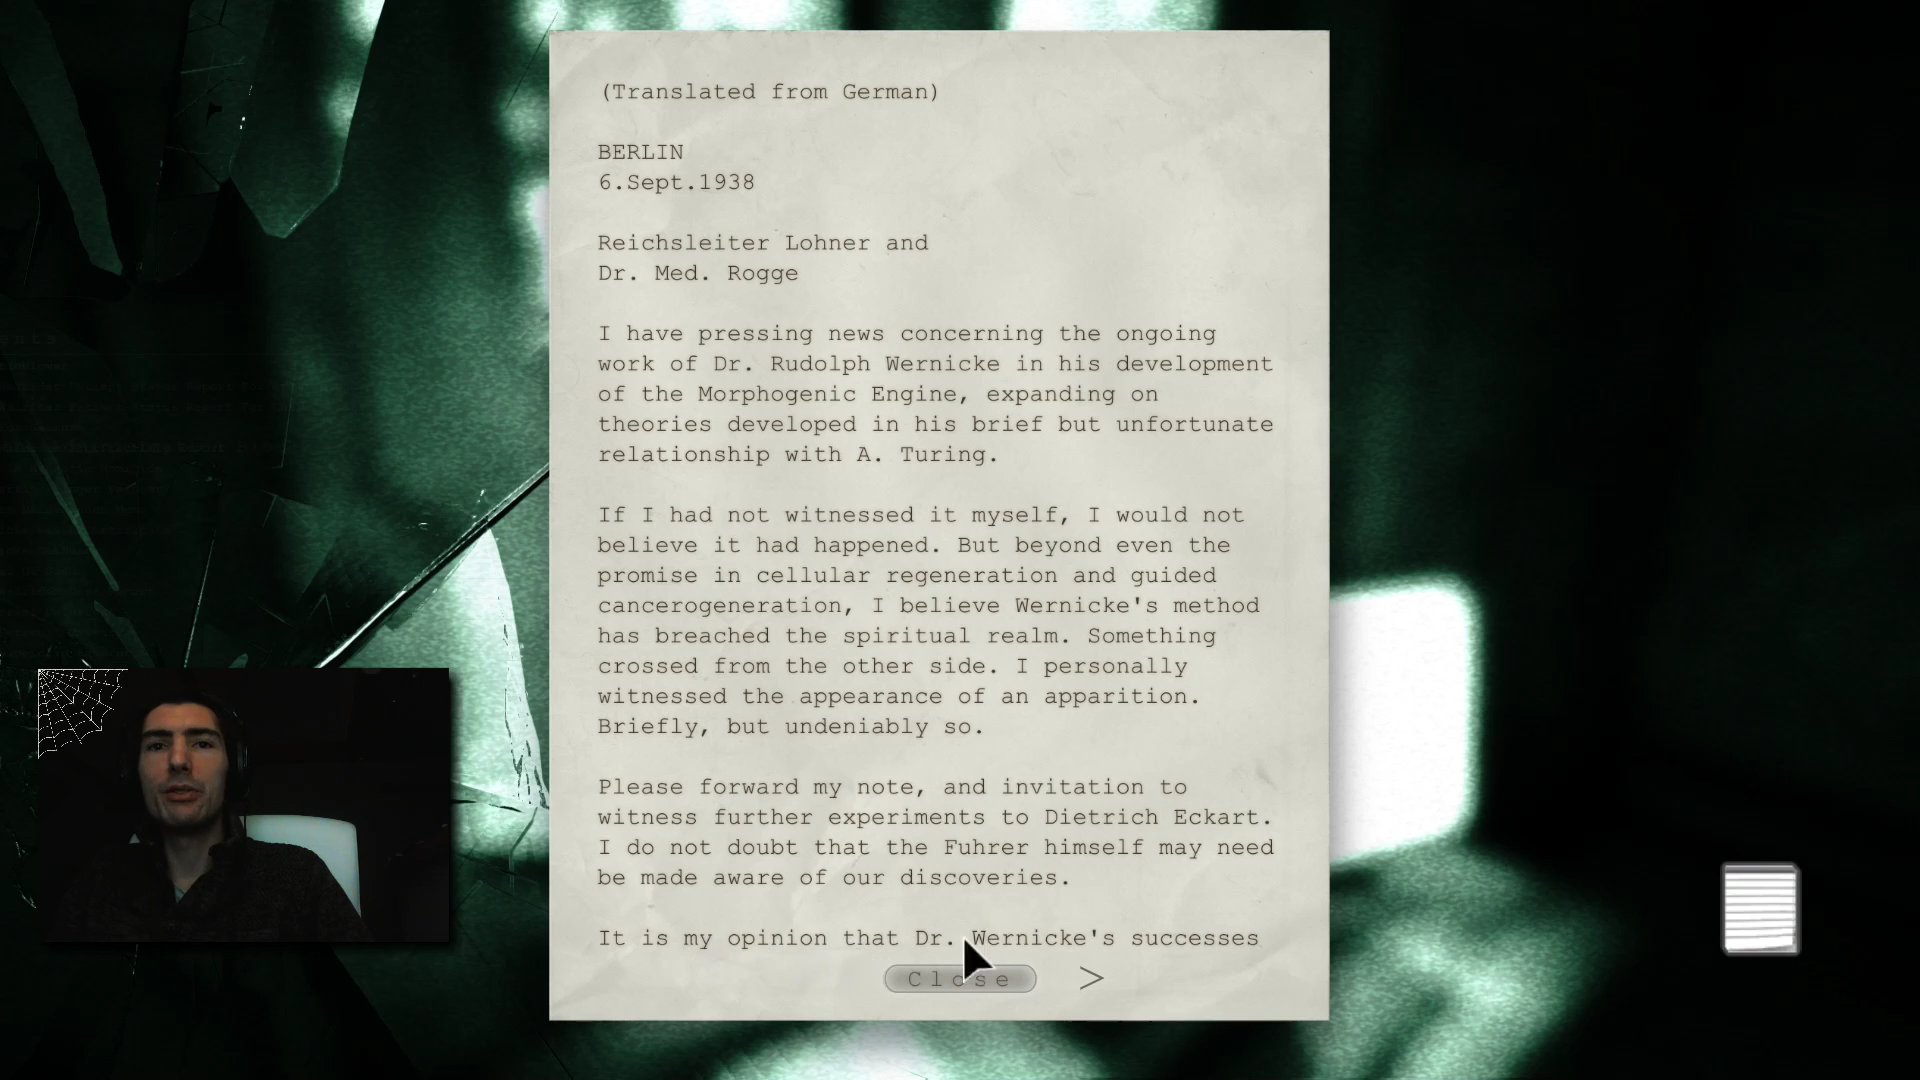 (Translated from German)
BERLIN
6.Sept.1938
Reichsleiter Lohner and
Dr. Med. Rogge
I have pressing news concerning the ongoing
work of Dr. Rudolph Wernicke in his development
of the Morphogenic Engine, expanding on
theories developed in his brief but unfortunate
relationship with A. Turing.
If I had not witnessed it myself, I would not
believe it had happened. But beyond even the
promise in cellular regeneration and guided
cancerogeneration, I believe Wernicke's method
has breached the spiritual realm. Something
crossed from the other side. I personally
witnessed the appearance of an apparition.
Briefly, but undeniably so.
Please forward my note, and invitation to
witness further experiments to Dietrich Eckart.
I do not doubt that the Fuhrer himself may need
be made aware of our discoveries.
It is my opinion that Dr. Wernicke's successes
Close >